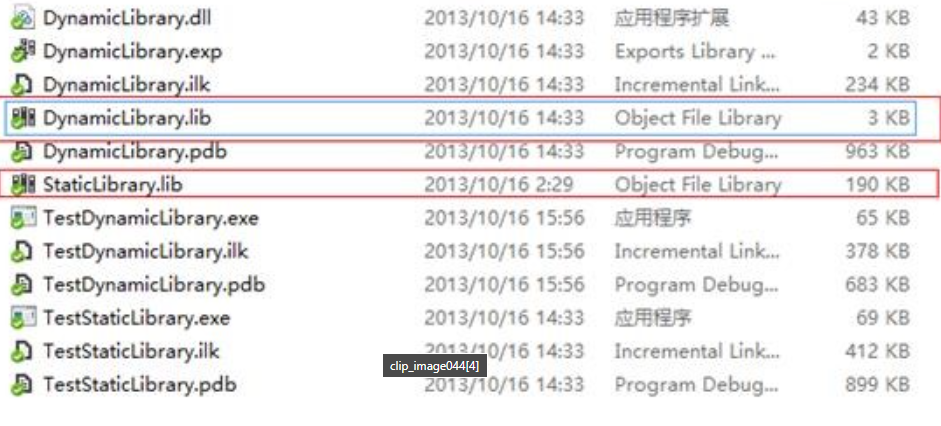 DynamicLibrary.dll 2013/10/16 14:33 应用程序扩展 43 KB
DynamicLibrary.exp 2013/10/16 14:33 Exports Library ... 2 KB
DynamicLibrary.ilk 2013/10/16 14:33 Incremental Link... 234 KB
DynamicLibrary.lib 2013/10/16 14:33 Object File Library 3 KB
DynamicLibrary.pdb 2013/10/16 14:33 Program Debug... 963 KB
StaticLibrary.lib 2013/10/16 2:29 Object File Library 190 KB
TestDynamicLibrary.exe 2013/10/16 15:56 应用程序 65 KB
TestDynamicLibrary.ilk 2013/10/16 15:56 Incremental Link... 378 KB
TestDynamicLibrary.pdb 2013/10/16 15:56 Program Debug... 683 KB
TestStaticLibrary.exe 2013/10/16 14:33 应用程序 69 KB
TestStaticLibrary.ilk 2013/10/16 14:33 Incremental Link... 412 KB
clip_image044[4]
TestStaticLibrary.pdb 2013/10/16 14:33 Program Debug... 899 KB